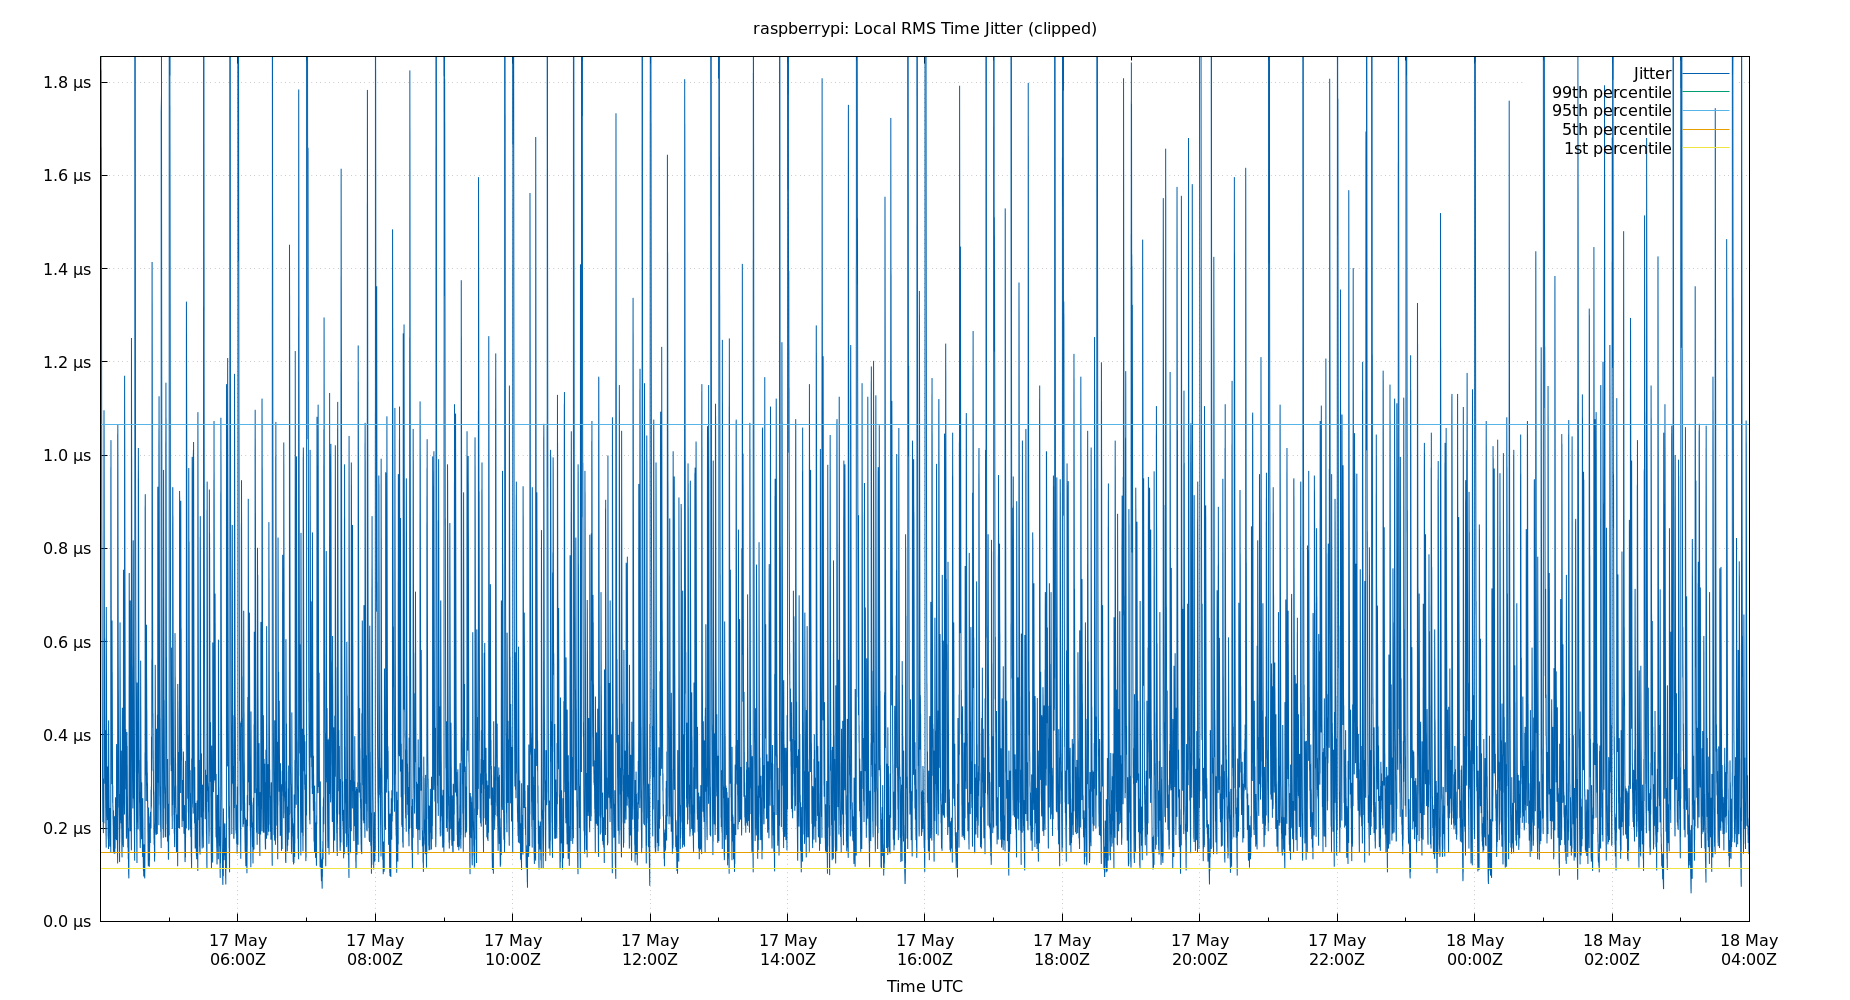 raspberrypi: Local RMS Time Jitter (clipped)
Jitter
99th percentile
95th percentile
5th percentile
1st percentile
1.8 µs
1.6 µs
1.4 µs
1.2 µs
1.0 µs
0.8 µs
0.6 µs
0.4 µs
0.2 µs
0.0 µs
17 May 17 May 17 May 17 May 17 May 17 May 17 May 17 May 17 May 18 May 18 May 18 May
06:00Z 08:00Z 10:00Z 12:00Z 14:00Z 16:00Z 18:00Z 20:00Z 22:00Z 00:00Z 02:00Z 04:00Z
Time UTC